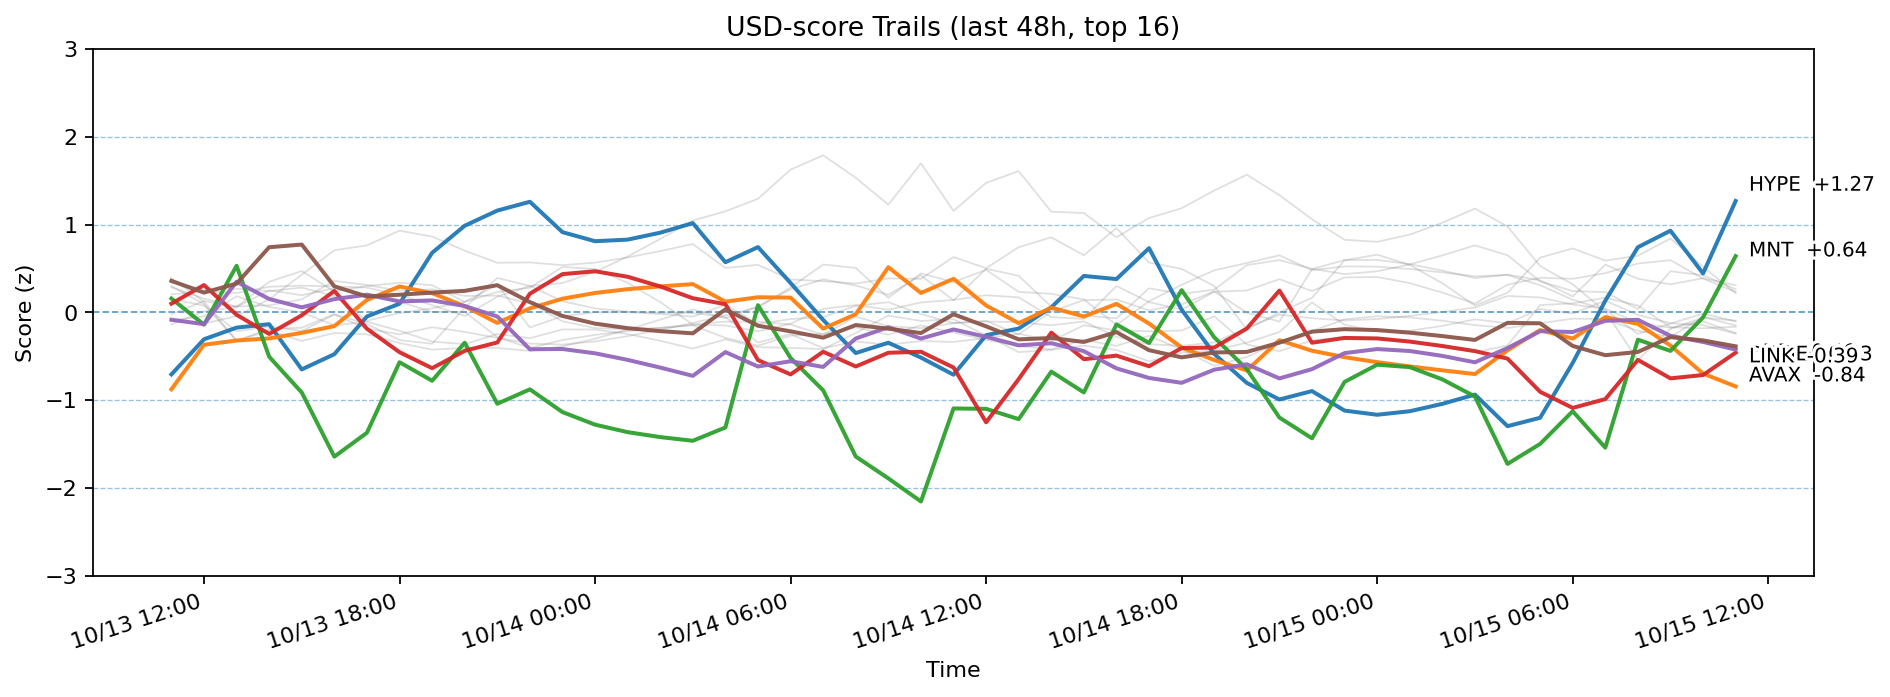 USD-score Trails (last 48h, top 16)
Score (z)
3
2
1
0
−1
−2
−3
HYPE +1.27
MNT +0.64
LINK -0.39
AVAX -0.84
10/13 12:00
10/13 18:00
10/14 00:00
10/14 06:00
10/14 12:00
10/14 18:00
10/15 00:00
10/15 06:00
10/15 12:00
Time